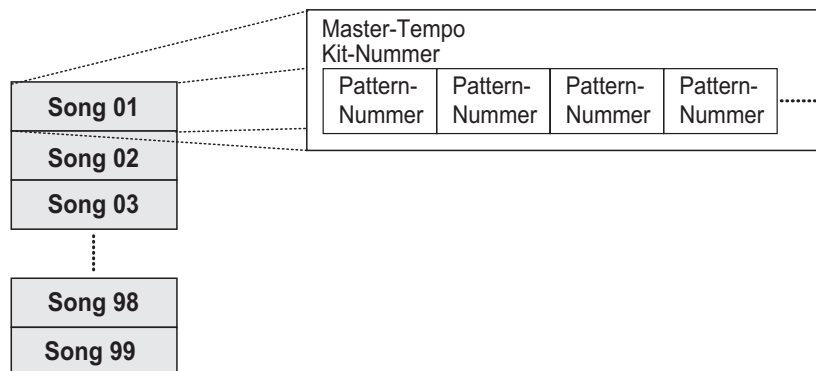 Master-Tempo
Kit-Nummer
Pattern- Pattern- Pattern- Pattern-
Nummer Nummer Nummer Nummer
Song 01
Song 02
Song 03
Song 98
Song 99